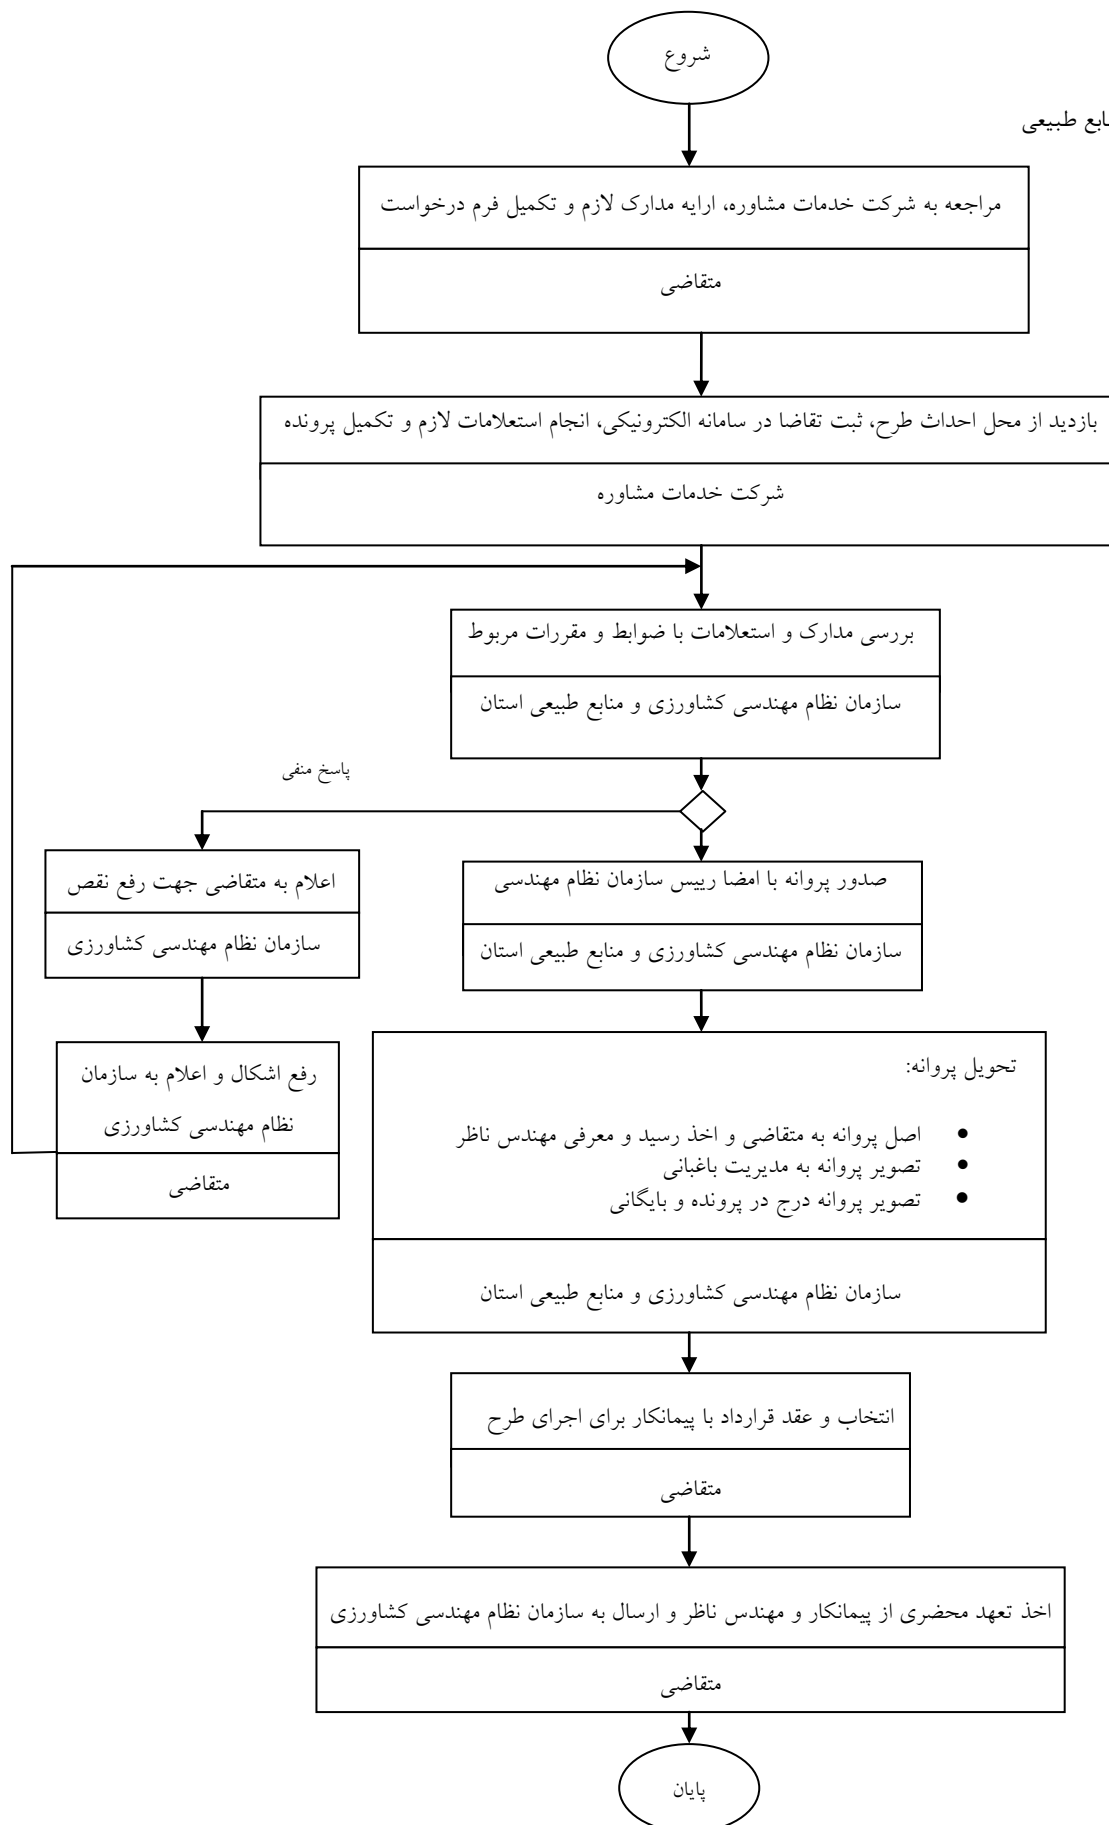 شروع
منابع طبیعی
مراجعه به شرکت خدمات مشاوره، ارایه مدارک لازم و تکمیل فرم درخواست
متقاضی
بازدید از محل احداث طرح، ثبت تقاضا در سامانه الکترونیکی، انجام استعلامات لازم و تکمیل پرونده
شرکت خدمات مشاوره
بررسی مدارک و استعلامات با ضوابط و مقررات مربوط
سازمان نظام مهندسی کشاورزی و منابع طبیعی استان
پاسخ منفی
صدور پروانه با امضا رییس سازمان نظام مهندسی
سازمان نظام مهندسی کشاورزی و منابع طبیعی استان
اعلام به متقاضی جهت رفع نقص
سازمان نظام مهندسی کشاورزی
رفع اشکال و اعلام به سازمان
نظام مهندسی کشاورزی
متقاضی
تحویل پروانه:
• اصل پروانه به متقاضی و اخذ رسید و معرفی مهندس ناظر
• تصویر پروانه به مدیریت باغبانی
• تصویر پروانه درج در پرونده و بایگانی
سازمان نظام مهندسی کشاورزی و منابع طبیعی استان
انتخاب و عقد قرارداد با پیمانکار برای اجرای طرح
متقاضی
اخذ تعهد محضری از پیمانکار و مهندس ناظر و ارسال به سازمان نظام مهندسی کشاورزی
متقاضی
پایان